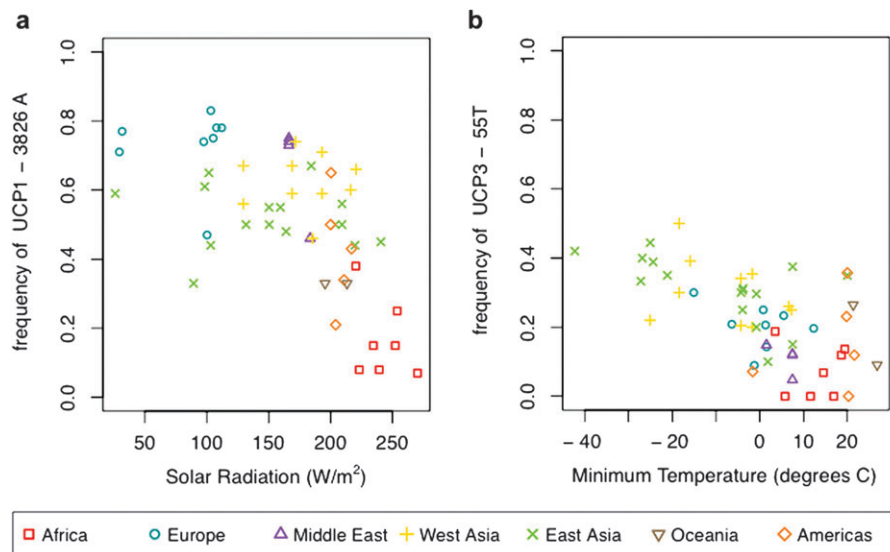 a
b
frequency of UCP1 – 3826 A
0.0 0.2 0.4 0.6 0.8 1.0
50 100 150 200 250
Solar Radiation (W/m²)
frequency of UCP3 – 55T
0.0 0.2 0.4 0.6 0.8 1.0
– 40 – 20 0 10 20
Minimum Temperature (degrees C)
Africa Europe Middle East West Asia East Asia Oceania Americas